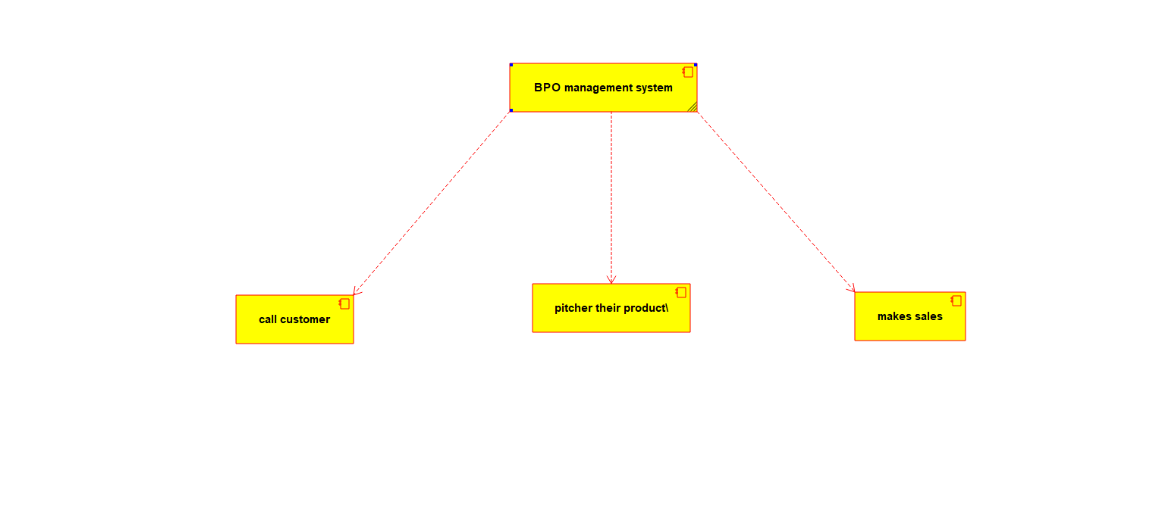 BPO management system
call customer
pitcher their product\
makes sales